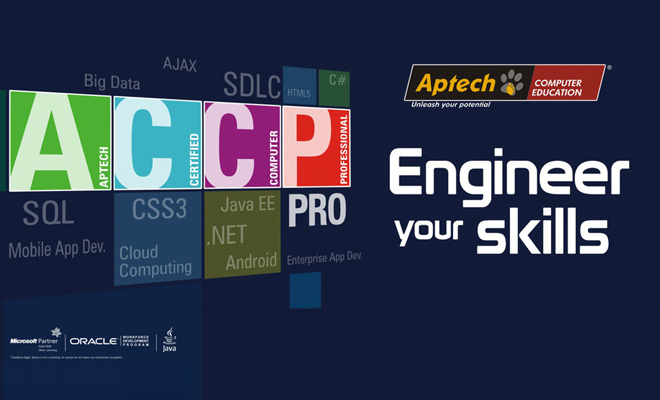 AJAX
Big Data
SDLC
HTML5
C#
A
APTECH
C
CERTIFIED
C
COMPUTER
P
PROFESSIONAL
PRO
SQL
CSS3
Java EE
.NET
Mobile App Dev.
Cloud
Computing
Android
Enterprise App Dev.
Aptech
COMPUTER
EDUCATION
®
Unleash your potential
Engineer
your skills
Microsoft Partner
ORACLE
WORKFORCE
DEVELOPMENT
PROGRAM
Java